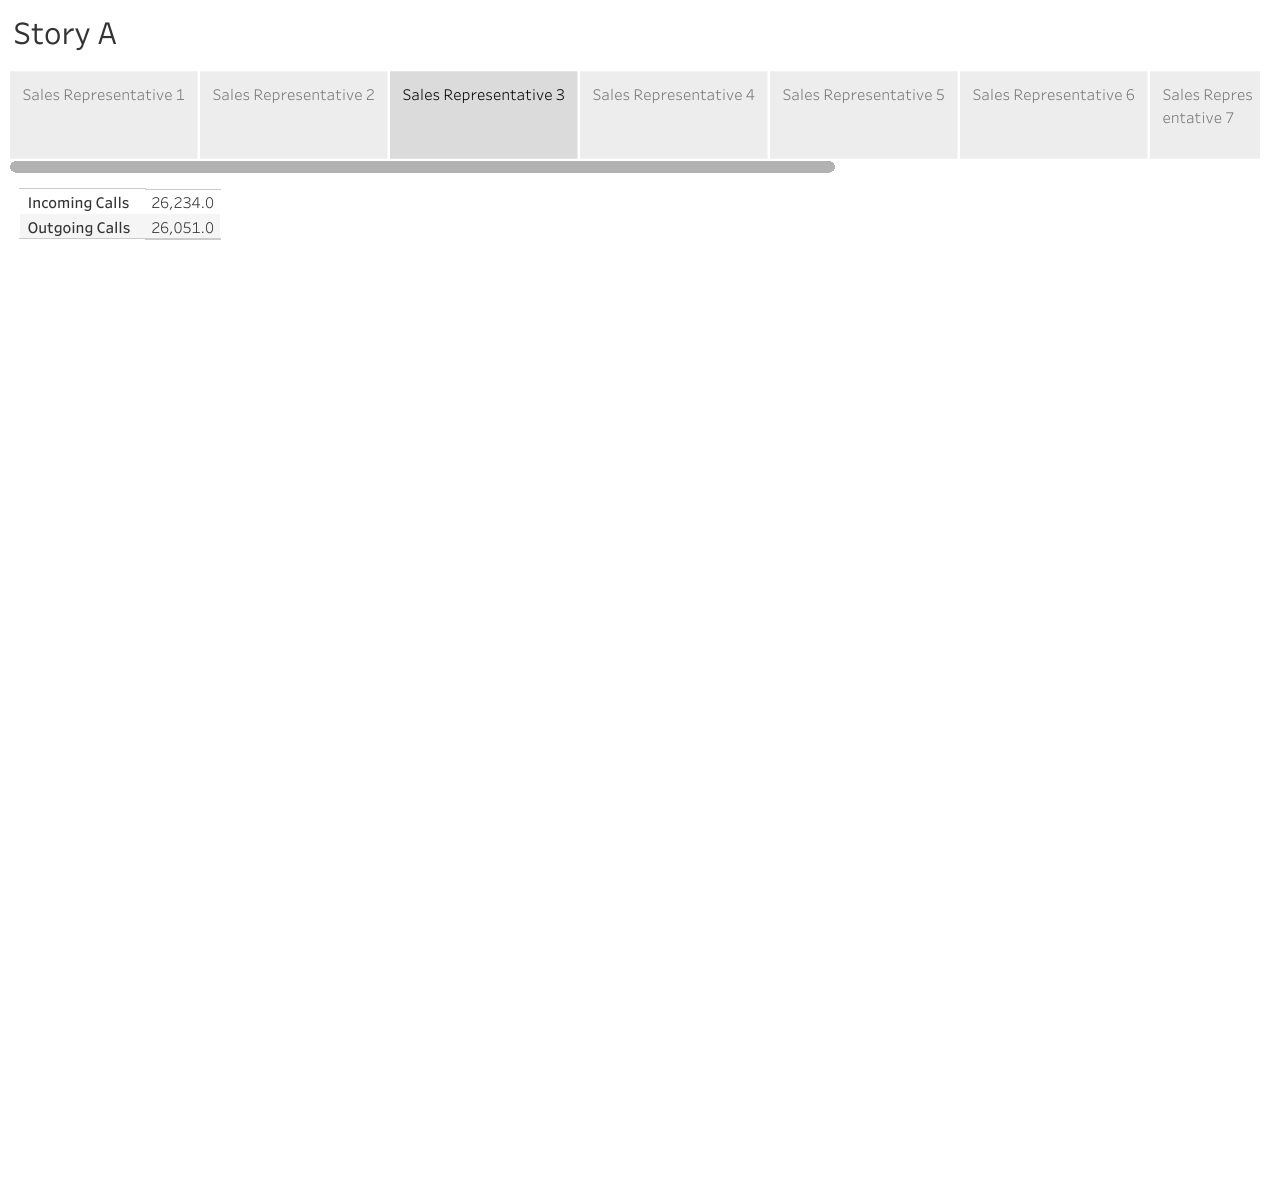 Story A
Sales Representative 1 Sales Representative 2 Sales Representative 3 Sales Representative 4 Sales Representative 5 Sales Representative 6 Sales Repres
entative 7
Incoming Calls 26,234.0
Outgoing Calls 26,051.0